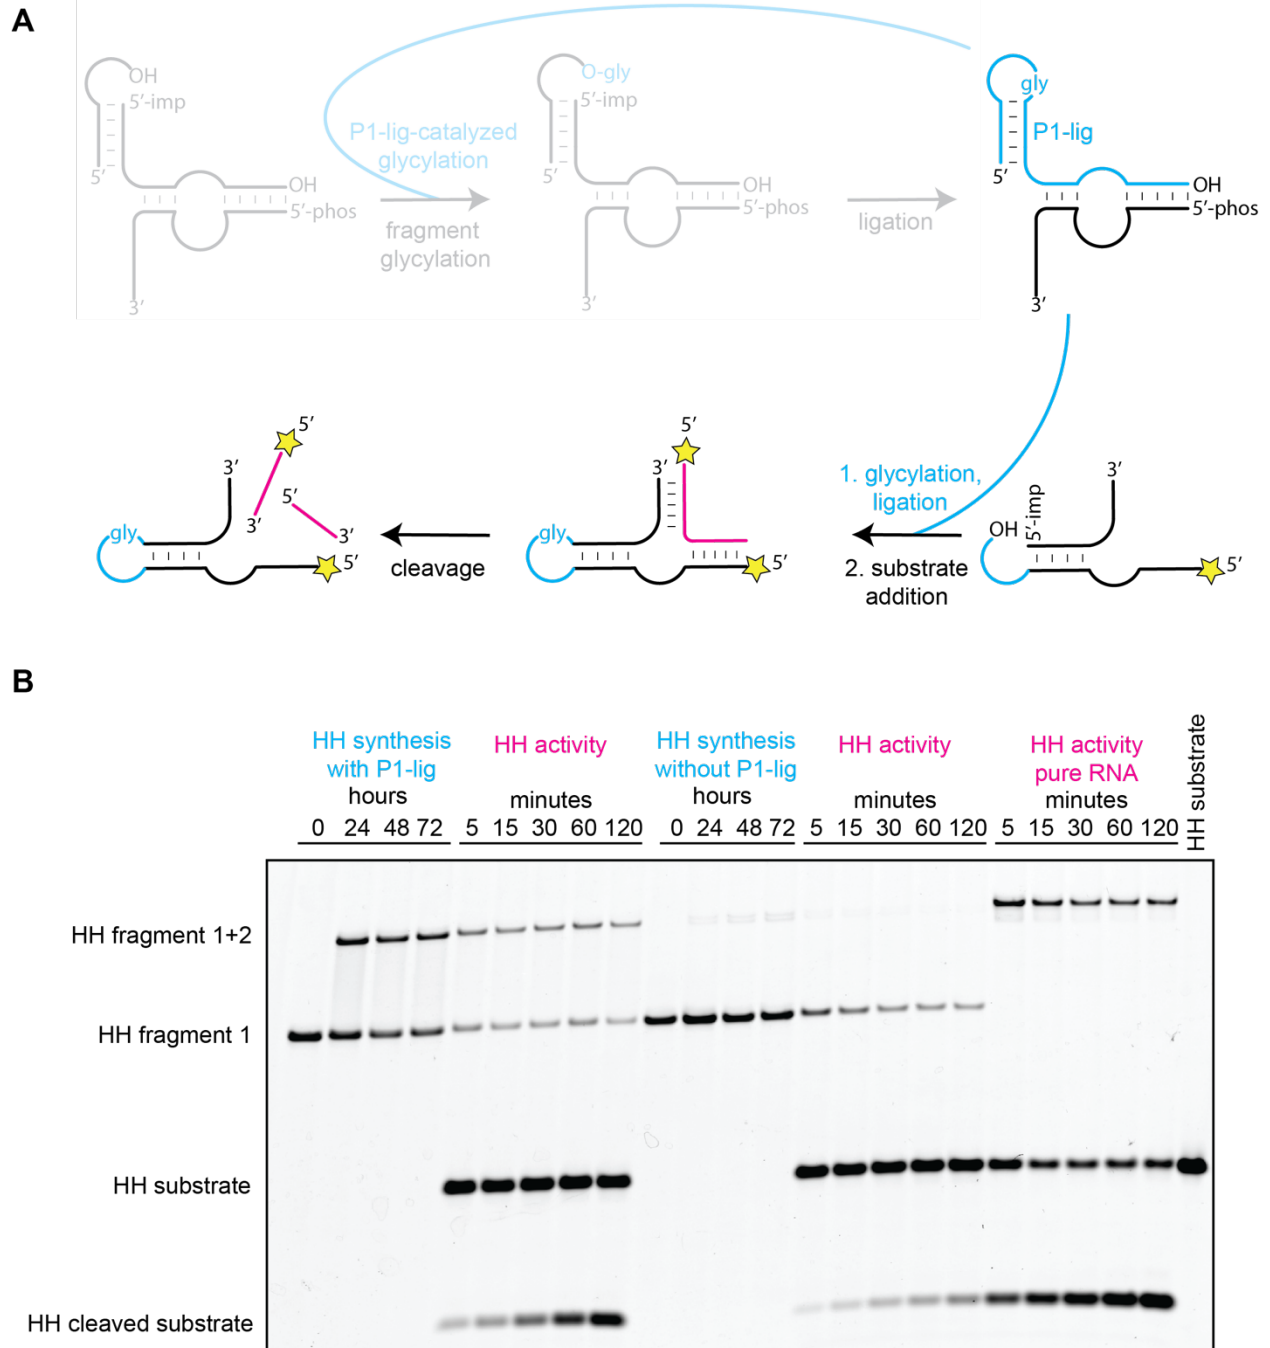 A
OH
5′-imp
5′
OH
5′-phos
3′
P1-lig-catalyzed
glycylation
fragment
glycylation
O-gly
5′-imp
5′
OH
5′-phos
3′
ligation
gly
P1-lig
5′
OH
5′-phos
3′
5′
3′
5′
3′
3′
gly
5′
cleavage
5′
3′
gly
5′
1. glycylation,
ligation
2. substrate
addition
OH
5′-imp
3′
5′
B
HH synthesis
with P1-lig
hours
0 24 48 72
HH activity
minutes
5 15 30 60 120
HH synthesis
without P1-lig
hours
0 24 48 72
HH activity
minutes
5 15 30 60 120
HH activity
pure RNA
minutes
5 15 30 60 120
HH substrate
HH fragment 1+2
HH fragment 1
HH substrate
HH cleaved substrate